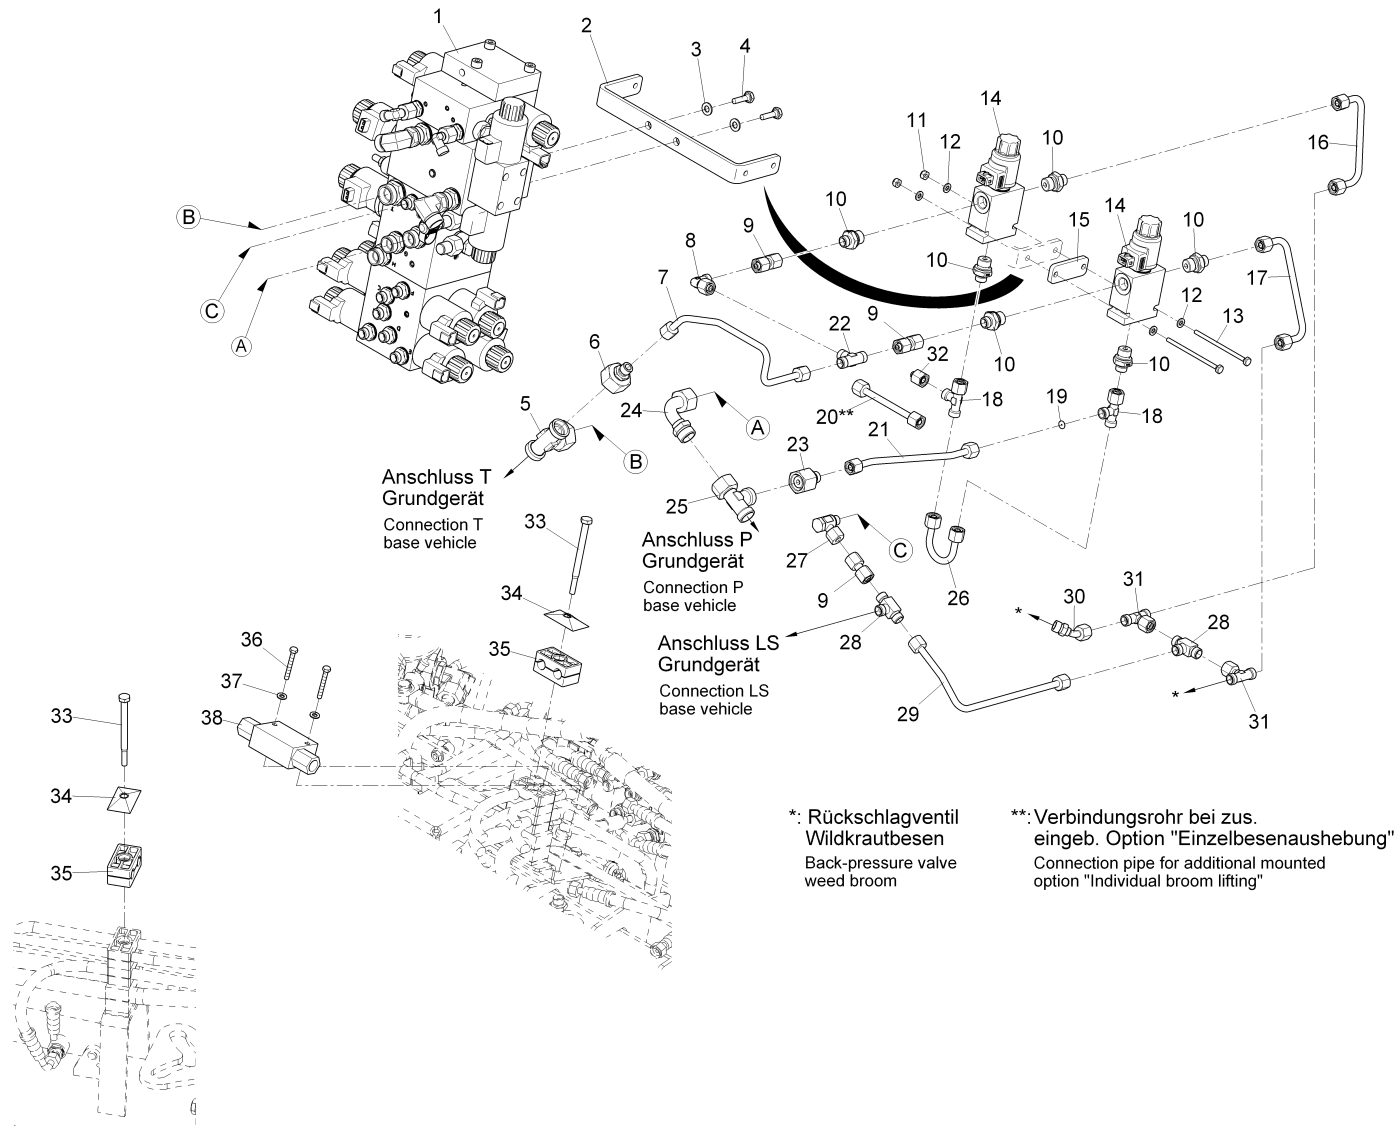 1
2
3
4
14
11
12
10
16
10
15
14
10
9
8
7
10
17
B
C
A
6
22
9
10
12
13
32
10
5
24
A
20**
18
19
18
21
B
23
Anschluss T
Grundgerät
Connection T
base vehicle
25
33
Anschluss P
Grundgerät
Connection P
base vehicle
27
C
9
26
34
*
30
31
28
35
Anschluss LS
Grundgerät
Connection LS
base vehicle
28
36
37
38
29
*
31
33
34
35
*: Rückschlagventil
Wildkrautbesen
Back-pressure valve
weed broom
**: Verbindungsrohr bei zus.
eingeb. Option "Einzelbesenaushebung"
Connection pipe for additional mounted
option "Individual broom lifting"